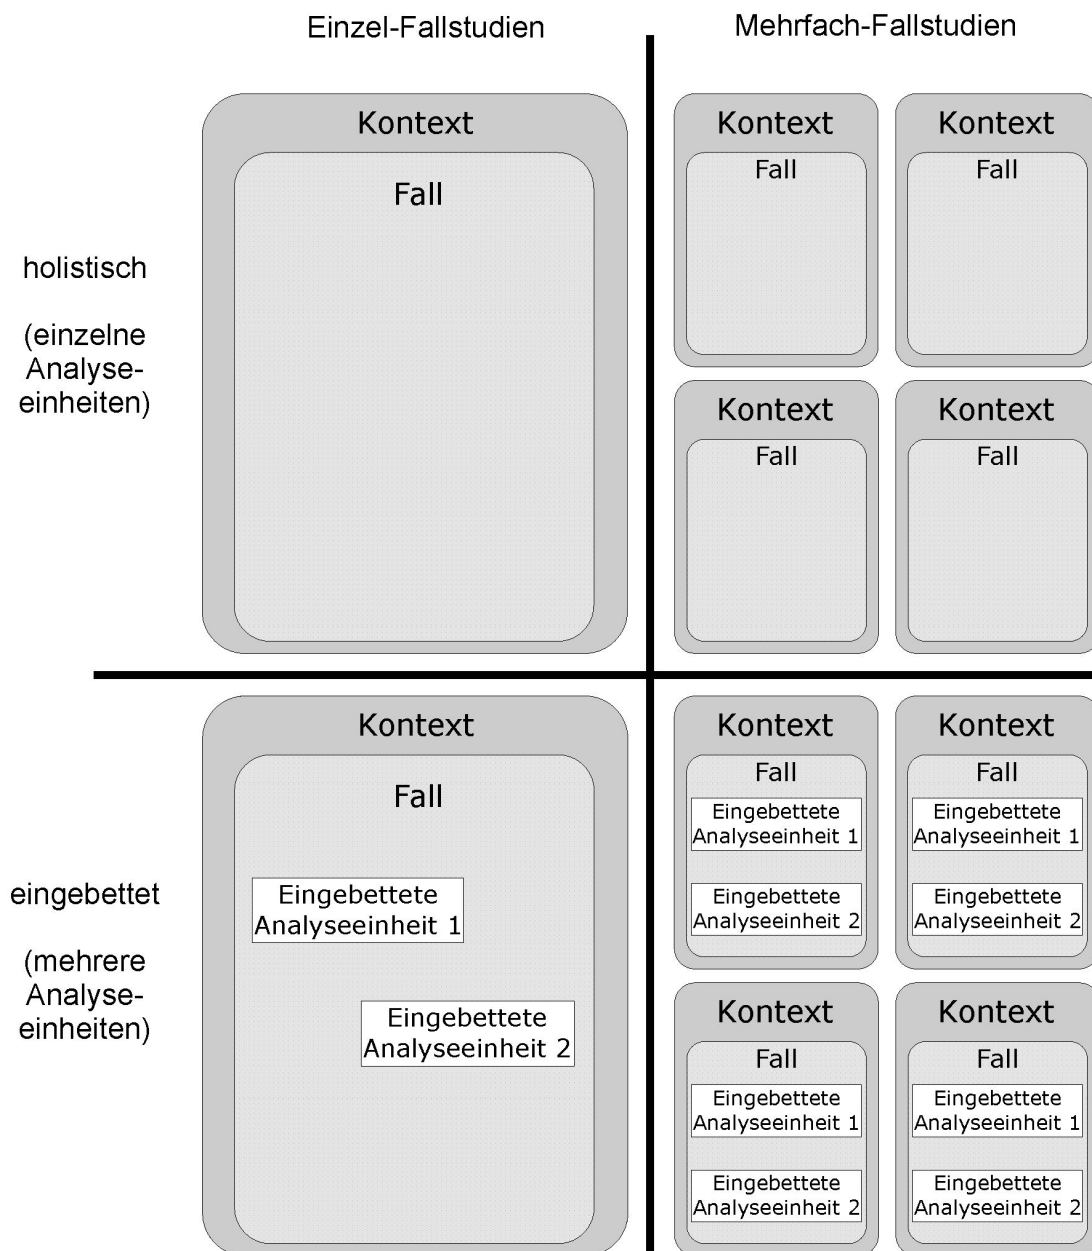 Einzel-Fallstudien
Mehrfach-Fallstudien
holistisch
(einzelne
Analyse-
einheiten)
Kontext
Fall
Kontext
Fall
Kontext
Fall
Kontext
Fall
Kontext
Fall
eingebettet
(mehrere
Analyse-
einheiten)
Kontext
Fall
Eingebettete
Analyseeinheit 1
Eingebettete
Analyseeinheit 2
Kontext
Fall
Eingebettete
Analyseeinheit 1
Eingebettete
Analyseeinheit 2
Kontext
Fall
Eingebettete
Analyseeinheit 1
Eingebettete
Analyseeinheit 2
Kontext
Fall
Eingebettete
Analyseeinheit 1
Eingebettete
Analyseeinheit 2
Kontext
Fall
Eingebettete
Analyseeinheit 1
Eingebettete
Analyseeinheit 2